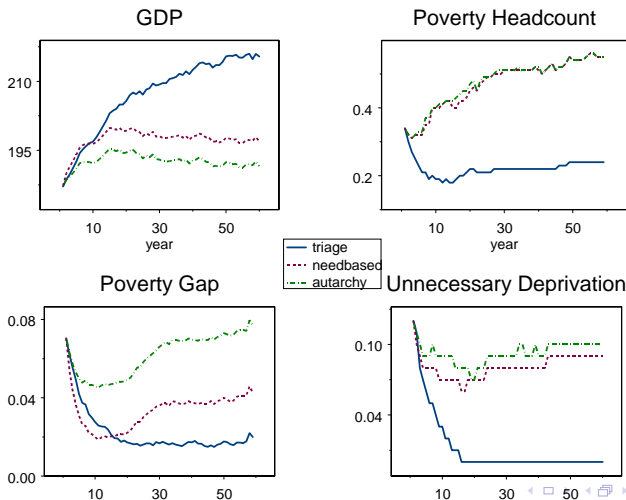 GDP
210
195
10 30 50
year
Poverty Headcount
0.4
0.2
10 30 50
year
triage
needbased
autarchy
Poverty Gap
0.08
0.04
0.00
10 30 50
Unnecessary Deprivation
0.10
0.04
10 30 50